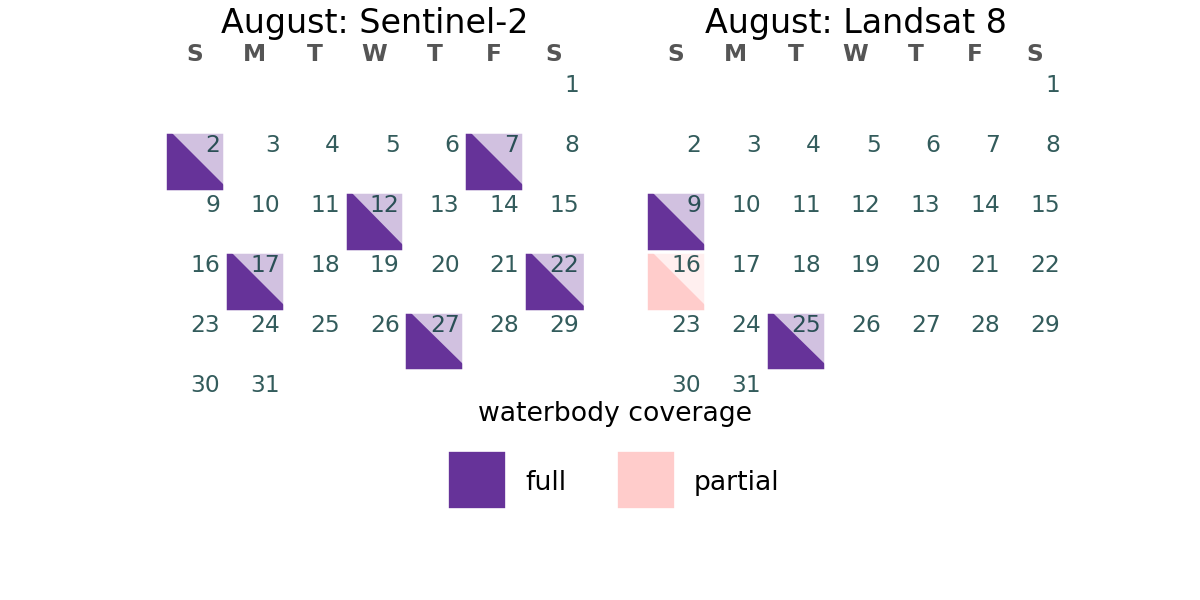 August: Sentinel-2
S M T W T F S
1
2 3 4 5 6 7 8
9 10 11 12 13 14 15
16 17 18 19 20 21 22
23 24 25 26 27 28 29
30 31
August: Landsat 8
S M T W T F S
1
2 3 4 5 6 7 8
9 10 11 12 13 14 15
16 17 18 19 20 21 22
23 24 25 26 27 28 29
30 31
waterbody coverage
full partial